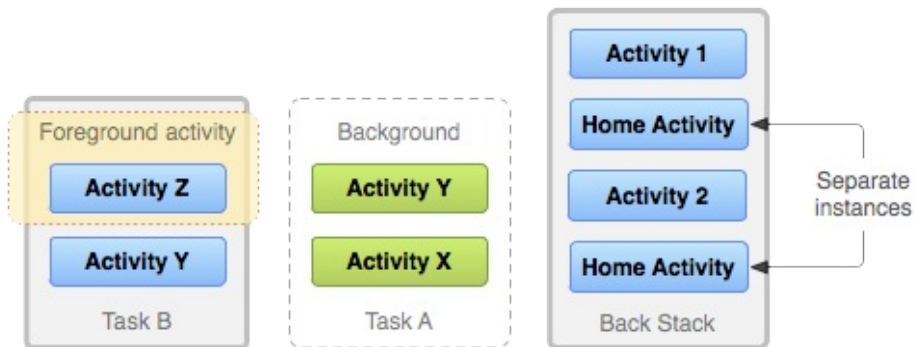 Foreground activity
Activity Z
Activity Y
Task B
Background
Activity Y
Activity X
Task A
Activity 1
Home Activity
Activity 2
Home Activity
Back Stack
Separate
instances